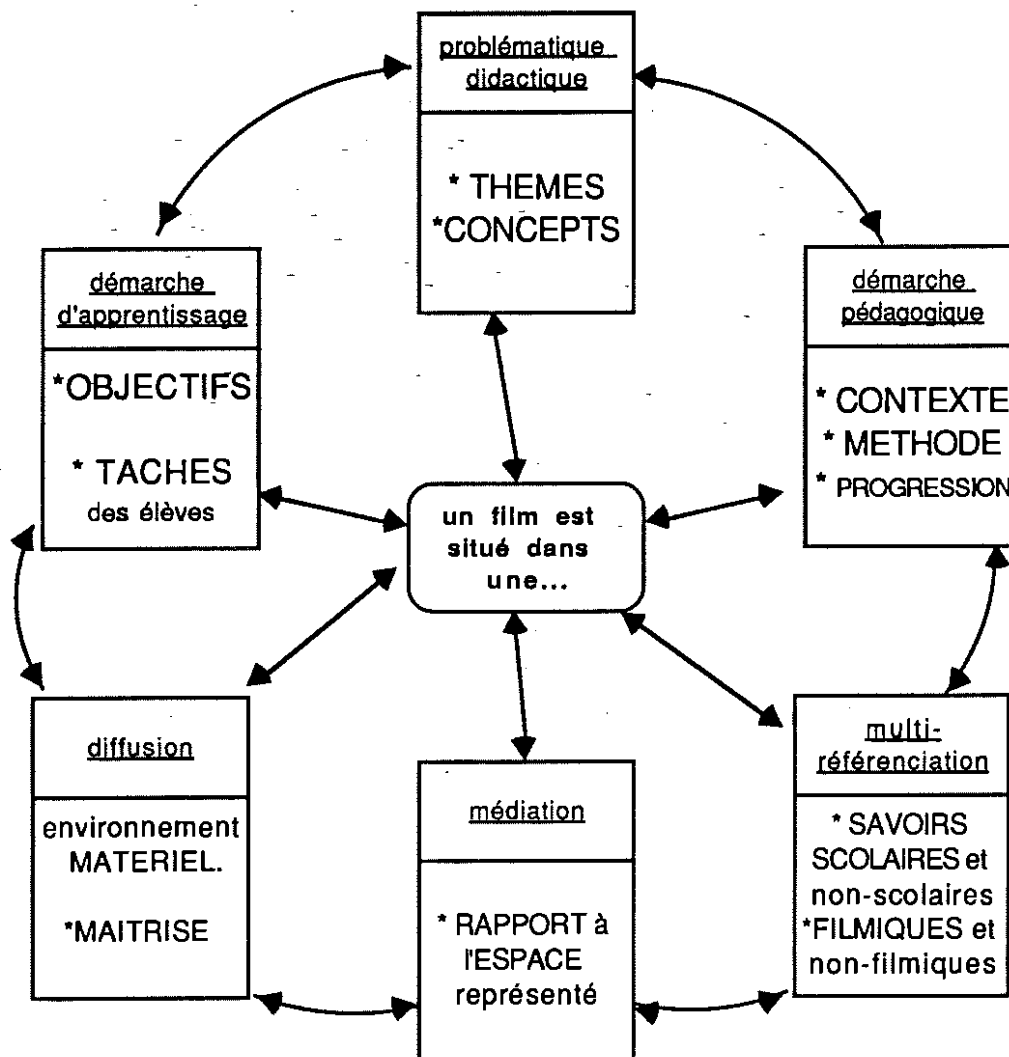 problématique
didactique
* THEMES
*CONCEPTS
démarche
d'apprentissage
*OBJECTIFS
* TACHES
des élèves
démarche
pédagogique
* CONTEXTE
* METHODE
* PROGRESSION
un film est
situé dans
une...
diffusion
environnement
MATERIEL.
*MAITRISE
médiation
* RAPPORT à
l'ESPACE
représenté
multi-
référenciation
* SAVOIRS
SCOLAIRES et
non-scolaires
*FILMIQUES et
non-filmiques